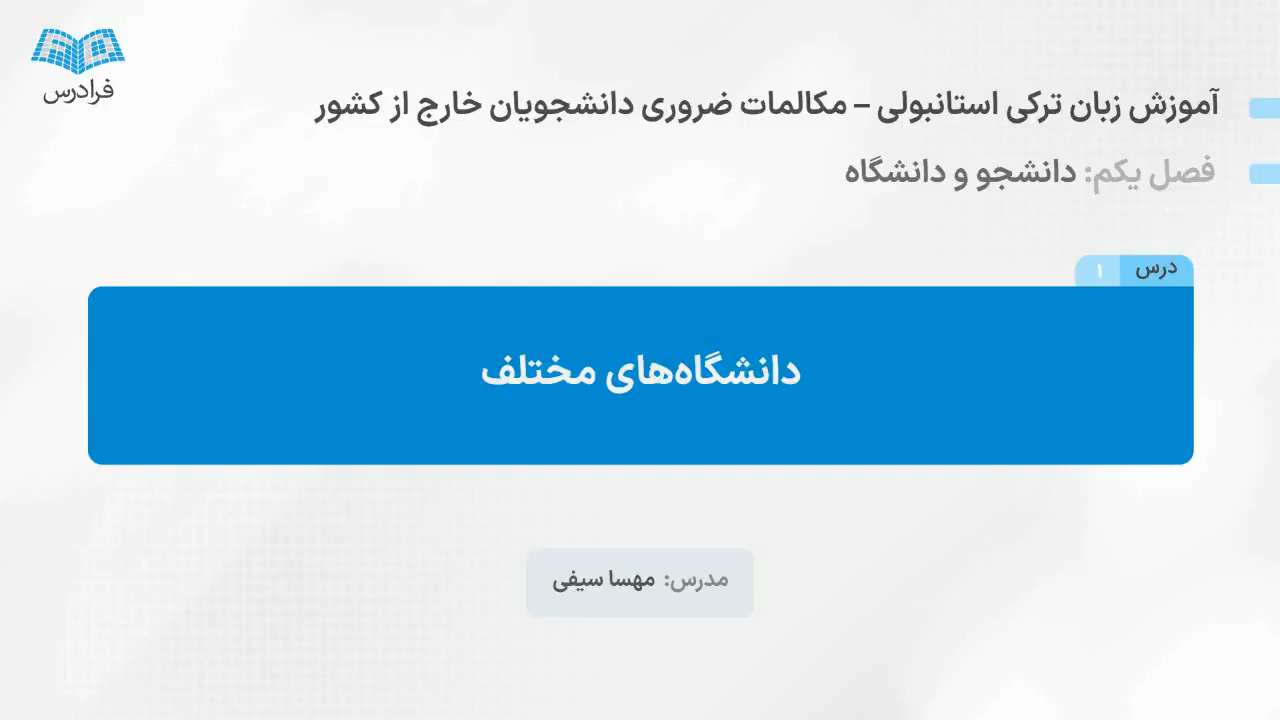 فرادرس
آموزش زبان ترکی استانبولی – مکالمات ضروری دانشجویان خارج از کشور
فصل یکم: دانشجو و دانشگاه
درس ۱
دانشگاه‌های مختلف
مدرس: مهسا سیفی